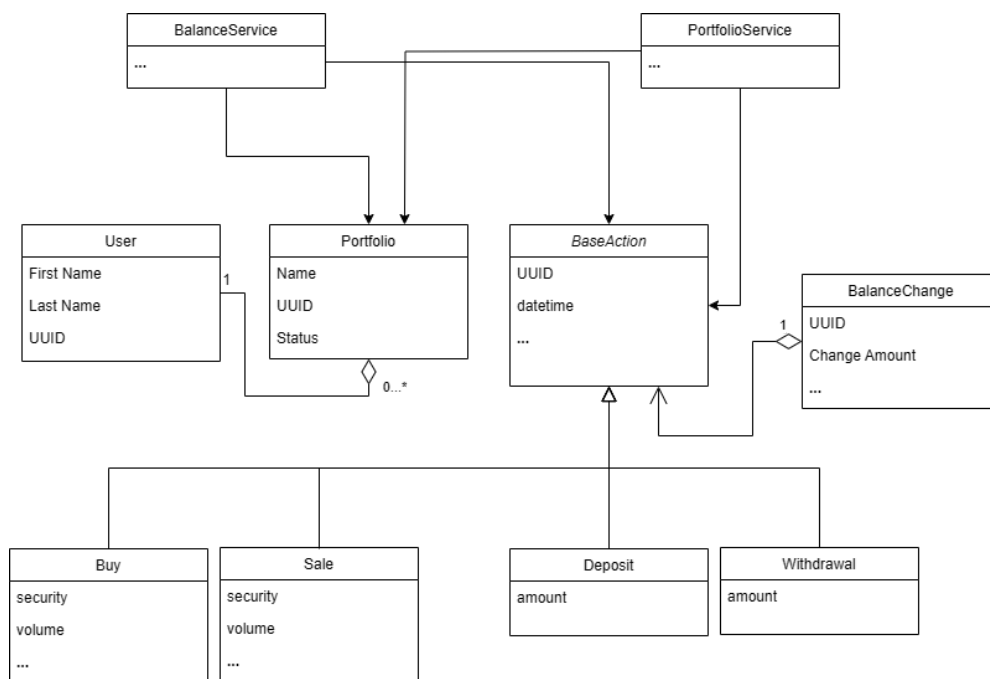 BalanceService
...
PortfolioService
...
User
First Name
Last Name
UUID
1
Portfolio
Name
UUID
Status
0...*
BaseAction
UUID
datetime
...
BalanceChange
1
UUID
Change Amount
...
Buy
security
volume
...
Sale
security
volume
...
Deposit
amount
Withdrawal
amount